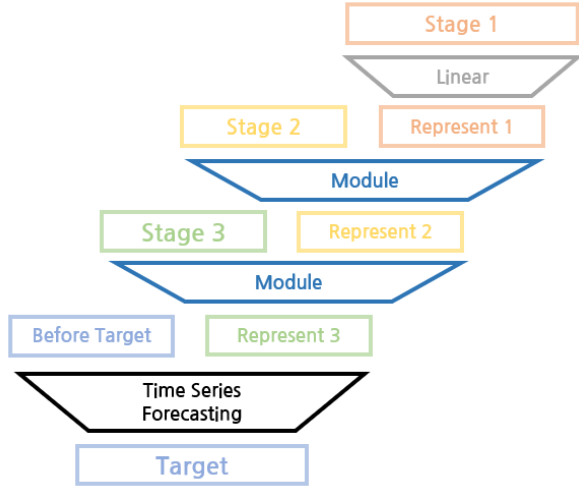 Stage 1
Linear
Stage 2
Represent 1
Module
Stage 3
Represent 2
Module
Before Target
Represent 3
Time Series
Forecasting
Target